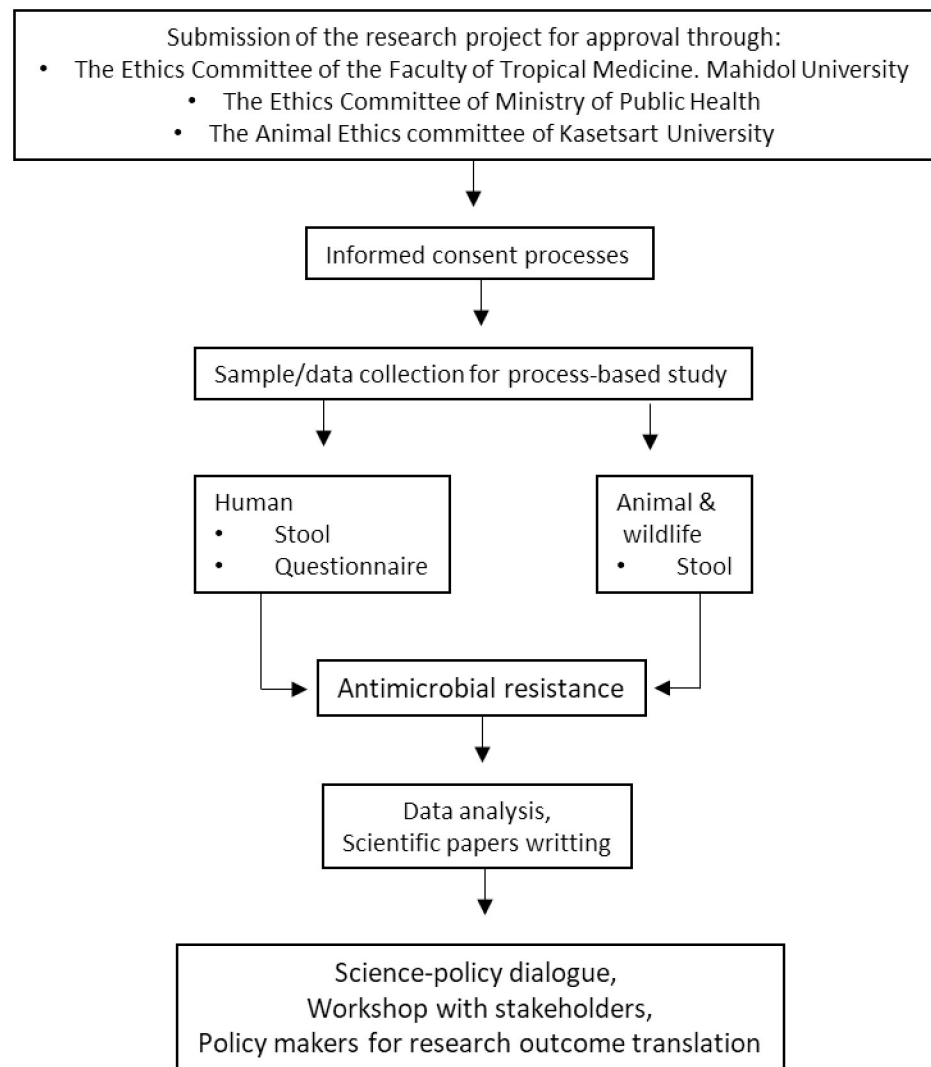 Submission of the research project for approval through:
• The Ethics Committee of the Faculty of Tropical Medicine. Mahidol University
• The Ethics Committee of Ministry of Public Health
• The Animal Ethics committee of Kasetsart University
Informed consent processes
Sample/data collection for process-based study
Human
• Stool
• Questionnaire
Animal &
wildlife
• Stool
Antimicrobial resistance
Data analysis,
Scientific papers writting
Science-policy dialogue,
Workshop with stakeholders,
Policy makers for research outcome translation